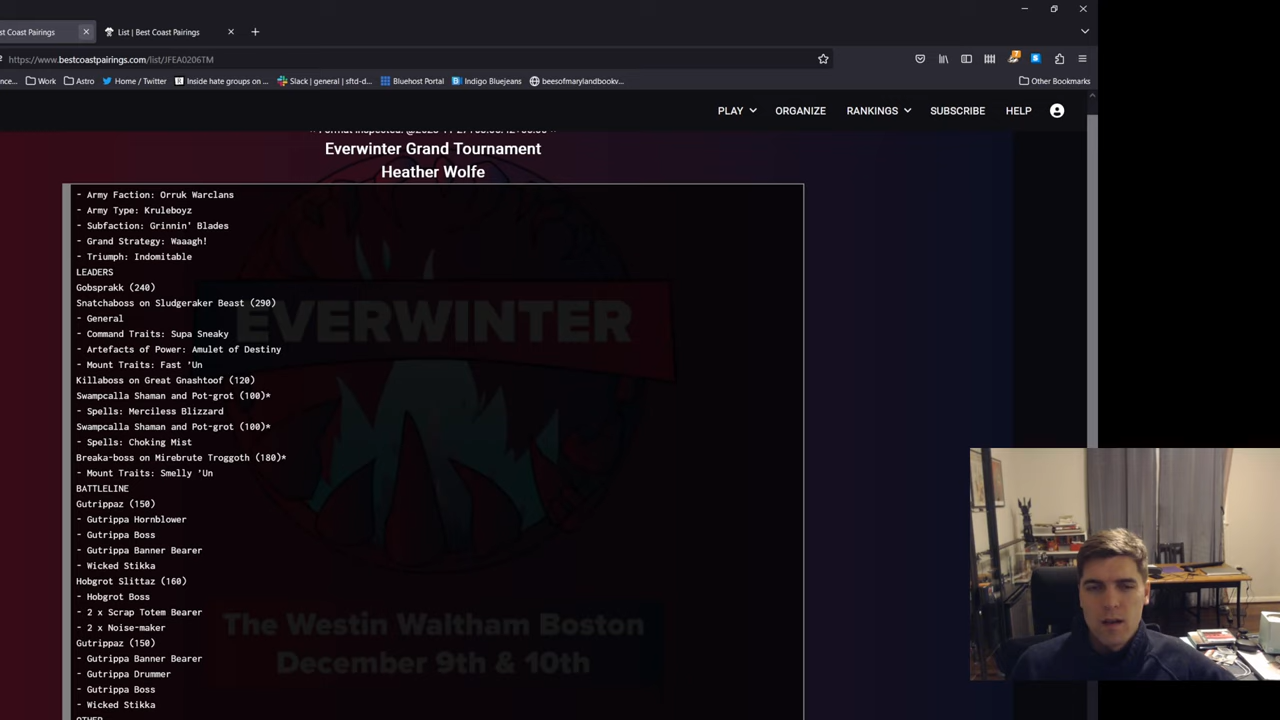 st Coast Pairings
List | Best Coast Pairings
https://www.bestcoastpairings.com/list/JFEA0206TM
nce...
Work
Astro
Home / Twitter
Inside hate groups on ...
Slack | general | sftd-d...
Bluehost Portal
Indigo Bluejeans
beesofmarylandbookv...
Other Bookmarks
PLAY
ORGANIZE
RANKINGS
SUBSCRIBE
HELP
Everwinter Grand Tournament
Heather Wolfe
- Army Faction: Orruk Warclans
- Army Type: Kruleboyz
- Subfaction: Grinnin' Blades
- Grand Strategy: Waaagh!
- Triumph: Indomitable
LEADERS
Gobsprakk (240)
Snatchaboss on Sludgeraker Beast (290)
- General
- Command Traits: Supa Sneaky
- Artefacts of Power: Amulet of Destiny
- Mount Traits: Fast 'Un
Killaboss on Great Gnashtoof (120)
Swampcalla Shaman and Pot-grot (100)*
- Spells: Merciless Blizzard
Swampcalla Shaman and Pot-grot (100)*
- Spells: Choking Mist
Breaka-boss on Mirebrute Troggoth (180)*
- Mount Traits: Smelly 'Un
BATTLELINE
Gutrippaz (150)
- Gutrippa Hornblower
- Gutrippa Boss
- Gutrippa Banner Bearer
- Wicked Stikka
Hobgrot Slittaz (160)
- Hobgrot Boss
- 2 x Scrap Totem Bearer
- 2 x Noise-maker
Gutrippaz (150)
- Gutrippa Banner Bearer
- Gutrippa Drummer
- Gutrippa Boss
- Wicked Stikka
OTHER
EVERWINTER
The Westin Waltham Boston
December 9th & 10th